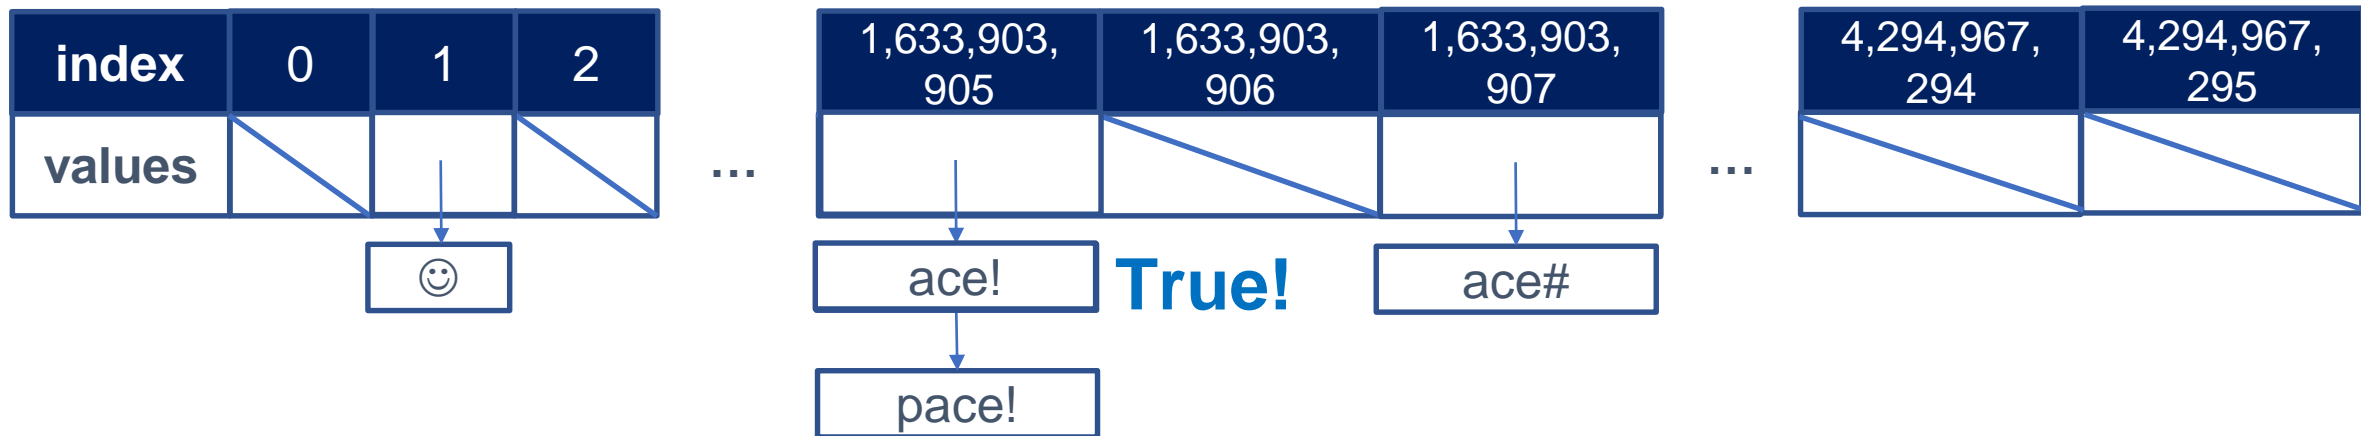 index 0 1 2 1,633,903, 1,633,903, 1,633,903, 4,294,967, 4,294,967,
905 906 907 294 295
values ... ...
☺ ace! True! ace#
pace!